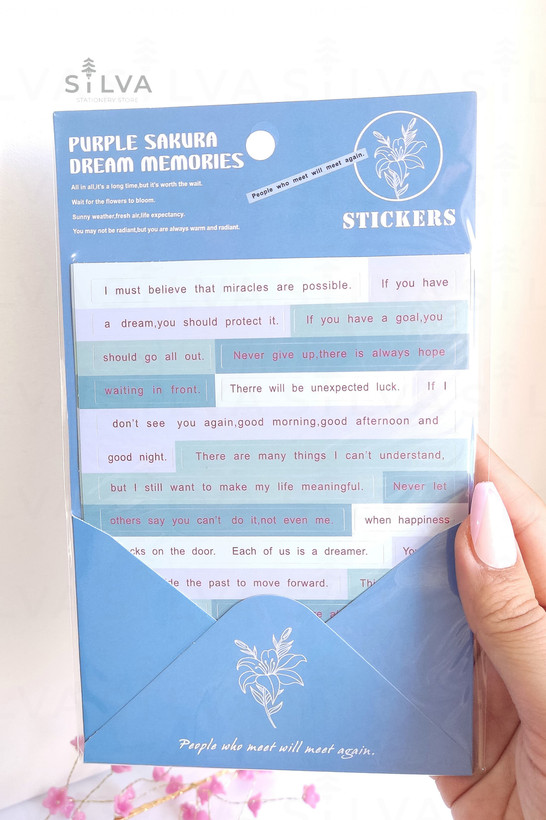 SiLVA
STATIONERY STORE
PURPLE SAKURA
DREAM MEMORIES
All in all,it's a long time,but it's worth the wait.
Wait for the flowers to bloom.
Sunny weather,fresh air,life expectancy.
You may not be radiant,but you are always warm and radiant.
People who meet will meet again.
STICKERS
I must believe that miracles are possible. If you have
a dream,you should protect it. If you have a goal,you
should go all out. Never give up,there is always hope
waiting in front. Therre will be unexpected luck. If I
don't see you again,good morning,good afternoon and
good night. There are many things I can't understand,
but I still want to make my life meaningful. Never let
others say you can't do it,not even me. when happiness
cks on the door. Each of us is a dreamer.
the past to move forward.
People who meet will meet again.